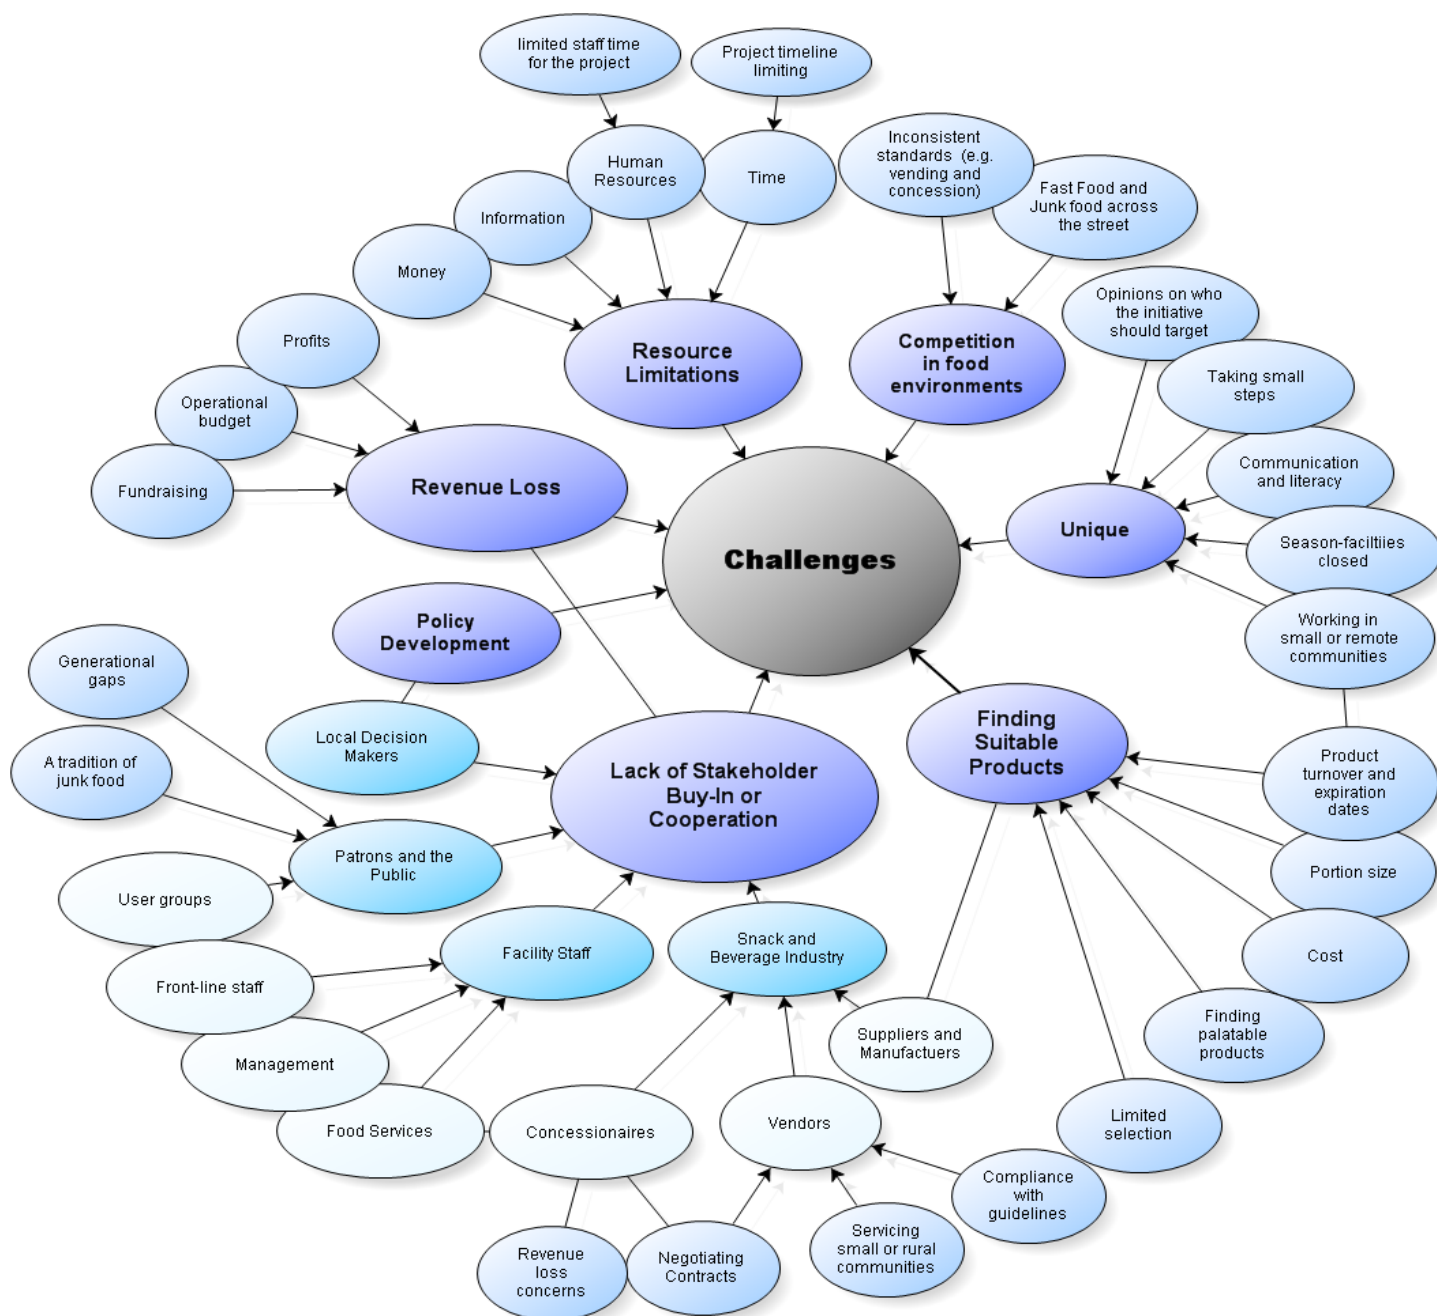 limited staff time
for the project
Project timeline
limiting
Human
Resources
Time
Information
Money
Inconsistent
standards (e.g.
vending and
concession)
Fast Food and
Junk food across
the street
Opinions on who
the initiative
should target
Taking small
steps
Communication
and literacy
Season-faciltiies
closed
Working in
small or remote
communities
Profits
Operational
budget
Fundraising
Resource
Limitations
Competition
in food
environments
Revenue Loss
Unique
Challenges
Policy
Development
Generational
gaps
A tradition of
junk food
Local Decision
Makers
Lack of Stakeholder
Buy-In or
Cooperation
Finding
Suitable
Products
Product
turnover and
expiration
dates
Portion size
Cost
Finding
palatable
products
Limited
selection
Patrons and the
Public
User groups
Facility Staff
Snack and
Beverage Industry
Front-line staff
Management
Food Services
Concessionaires
Vendors
Suppliers and
Manufactuers
Compliance
with
guidelines
Servicing
small or rural
communities
Negotiating
Contracts
Revenue
loss
concerns